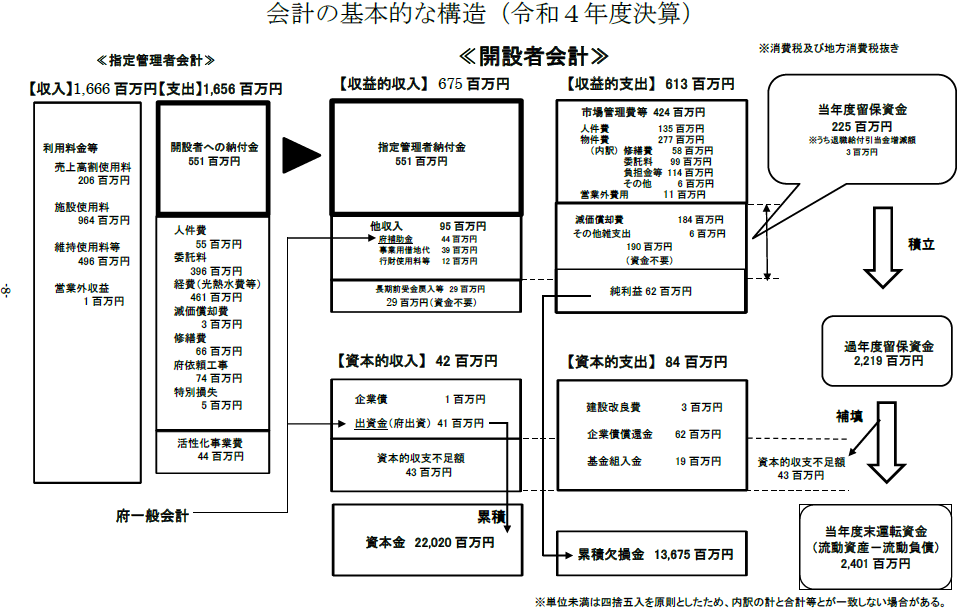 会計の基本的な構造（令和４年度決算）
≪指定管理者会計≫
≪開設者会計≫
※消費税及び地方消費税抜き
【収入】1,666 百万円
【支出】1,656 百万円
利用料金等
売上高割使用料
206 百万円
施設使用料
964 百万円
維持使用料等
496 百万円
営業外収益
1 百万円
開設者への納付金
551 百万円
人件費
55 百万円
委託料
396 百万円
経費（光熱水費等）
461 百万円
減価償却費
3 百万円
修繕費
66 百万円
府依頼工事
74 百万円
特別損失
5 百万円
活性化事業費
44 百万円
府一般会計
【収益的収入】 675 百万円
指定管理者納付金
551 百万円
他収入 95 百万円
府補助金 44 百万円
事業用借地代 39 百万円
行財使用料等 12 百万円
長期前受金戻入等 29 百万円
29 百万円（資金不要）
【収益的支出】 613 百万円
市場管理費等 424 百万円
人件費 135 百万円
物件費 277 百万円
（内訳）修繕費 58 百万円
委託料 99 百万円
負担金等 114 百万円
その他 6 百万円
営業外費用 11 百万円
減価償却費 184 百万円
その他雑支出 6 百万円
190 百万円
（資金不要）
純利益 62 百万円
【資本的収入】 42 百万円
企業債 1 百万円
出資金（府出資） 41 百万円
資本的収支不足額
43 百万円
累積
資本金 22,020 百万円
【資本的支出】 84 百万円
建設改良費 3 百万円
企業債償還金 62 百万円
基金組入金 19 百万円
累積欠損金 13,675 百万円
当年度留保資金
225 百万円
※うち退職給付引当金増減額
3 百万円
積立
過年度留保資金
2,219 百万円
補填
資本的収支不足額
43 百万円
当年度末運転資金
（流動資産－流動負債）
2,401 百万円
※単位未満は四捨五入を原則としたため、内訳の計と合計等とが一致しない場合がある。
-8-